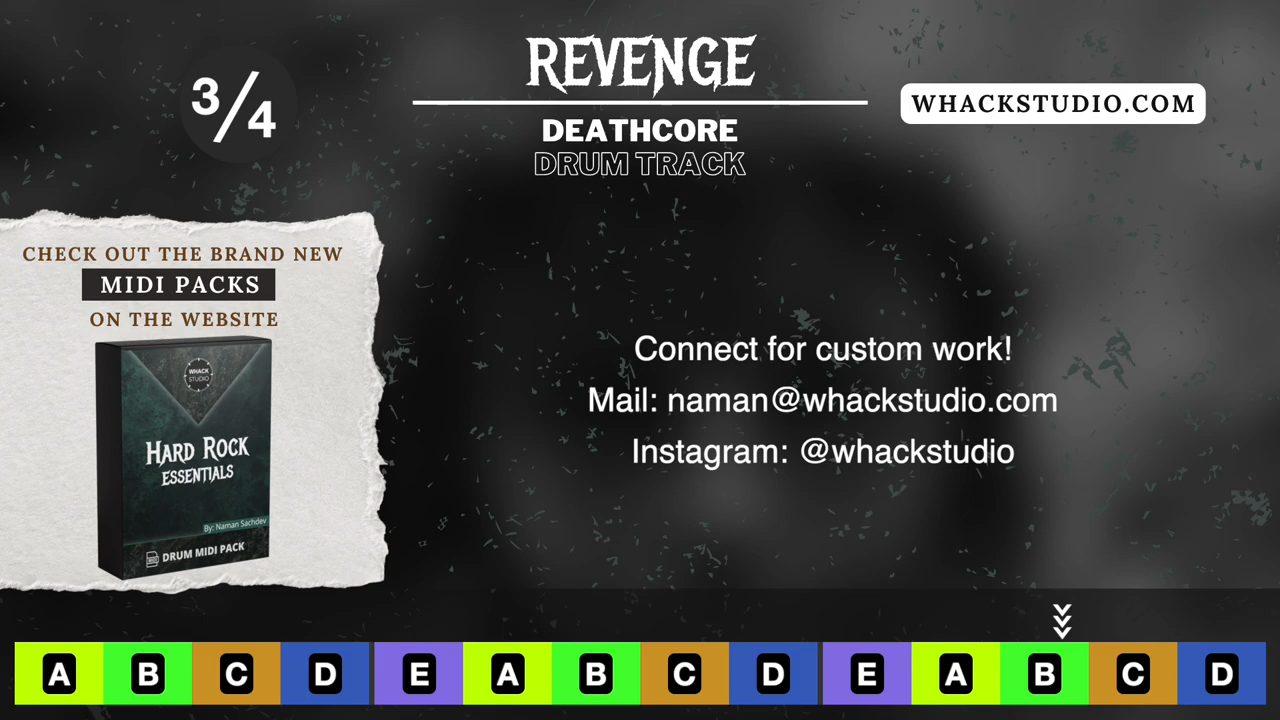 3/4
REVENGE
DEATHCORE
DRUM TRACK
WHACKSTUDIO.COM
CHECK OUT THE BRAND NEW
MIDI PACKS
ON THE WEBSITE
WHACK
STUDIO
HARD ROCK
ESSENTIALS
By: Naman Sachdev
DRUM MIDI PACK
Connect for custom work!
Mail: naman@whackstudio.com
Instagram: @whackstudio
A B C D E A B C D E A B C D